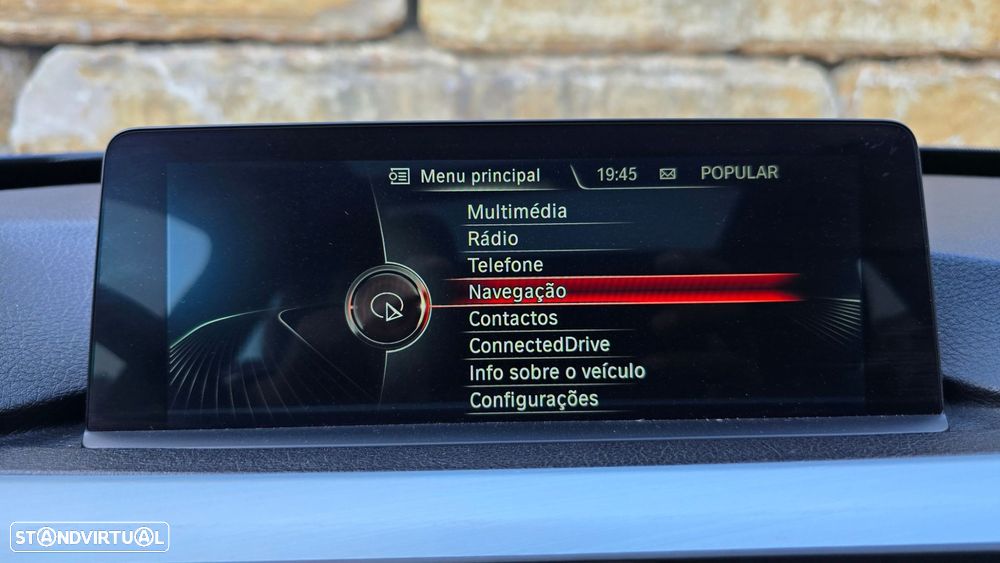 Menu principal 19:45 POPULAR
Multimédia
Rádio
Telefone
Navegação
Contactos
ConnectedDrive
Info sobre o veículo
Configurações
STANDVIRTUAL